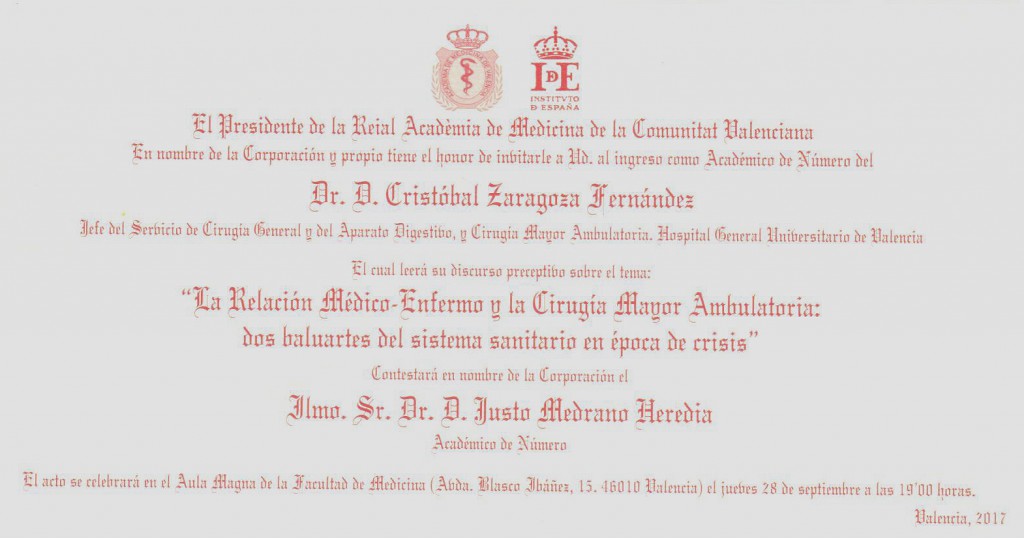 INSTITVTO
D ESPAÑA
El Presidente de la Reial Acadèmia de Medicina de la Comunitat Valenciana
En nombre de la Corporación y propio tiene el honor de invitarle a Ud. al ingreso como Académico de Número del
Dr. D. Cristóbal Zaragoza Fernández
Jefe del Servicio de Cirugía General y del Aparato Digestivo, y Cirugía Mayor Ambulatoria. Hospital General Universitario de Valencia
El cual leerá su discurso preceptivo sobre el tema:
“La Relación Médico-Enfermo y la Cirugía Mayor Ambulatoria:
dos baluartes del sistema sanitario en época de crisis”
Contestará en nombre de la Corporación el
Ilmo. Sr. Dr. D. Justo Medrano Heredia
Académico de Número
El acto se celebrará en el Aula Magna de la Facultad de Medicina (Avda. Blasco Ibáñez, 15. 46010 Valencia) el jueves 28 de septiembre a las 19'00 horas.
Valencia, 2017